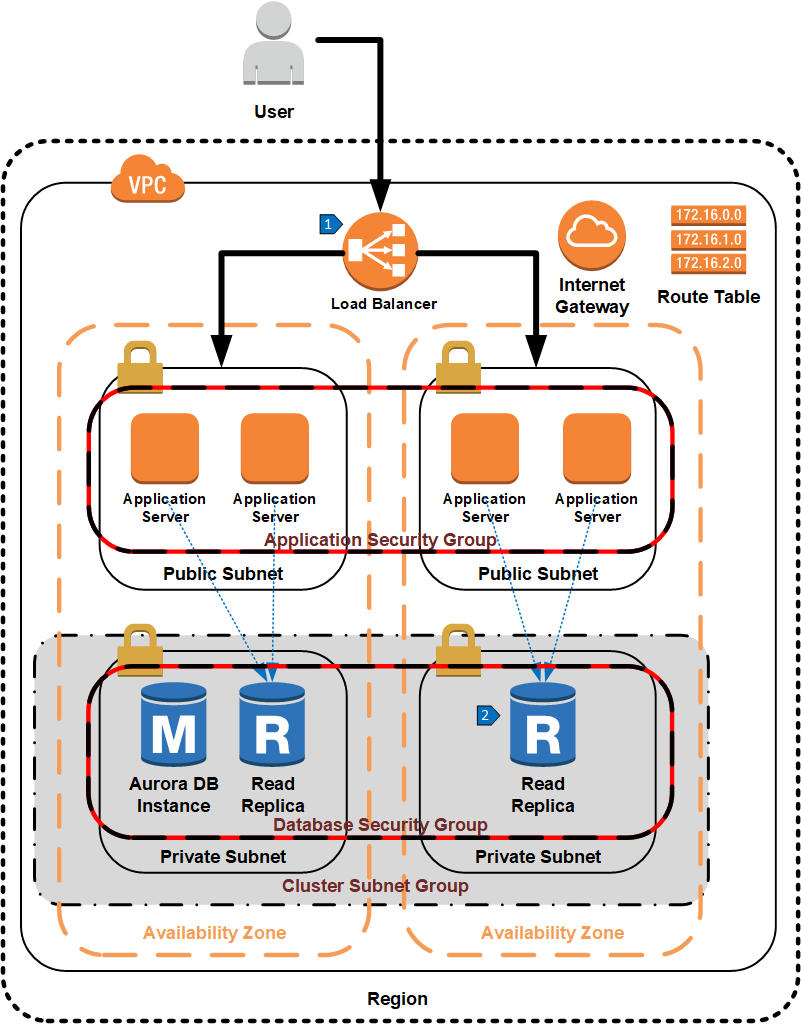 User
VPC
1
Load Balancer
Internet
Gateway
172.16.0.0
172.16.1.0
172.16.2.0
Route Table
Application
Server
Application
Server
Application
Server
Application
Server
Application Security Group
Public Subnet
Public Subnet
M
Aurora DB
Instance
R
Read
Replica
2
R
Read
Replica
Database Security Group
Private Subnet
Private Subnet
Cluster Subnet Group
Availability Zone
Availability Zone
Region